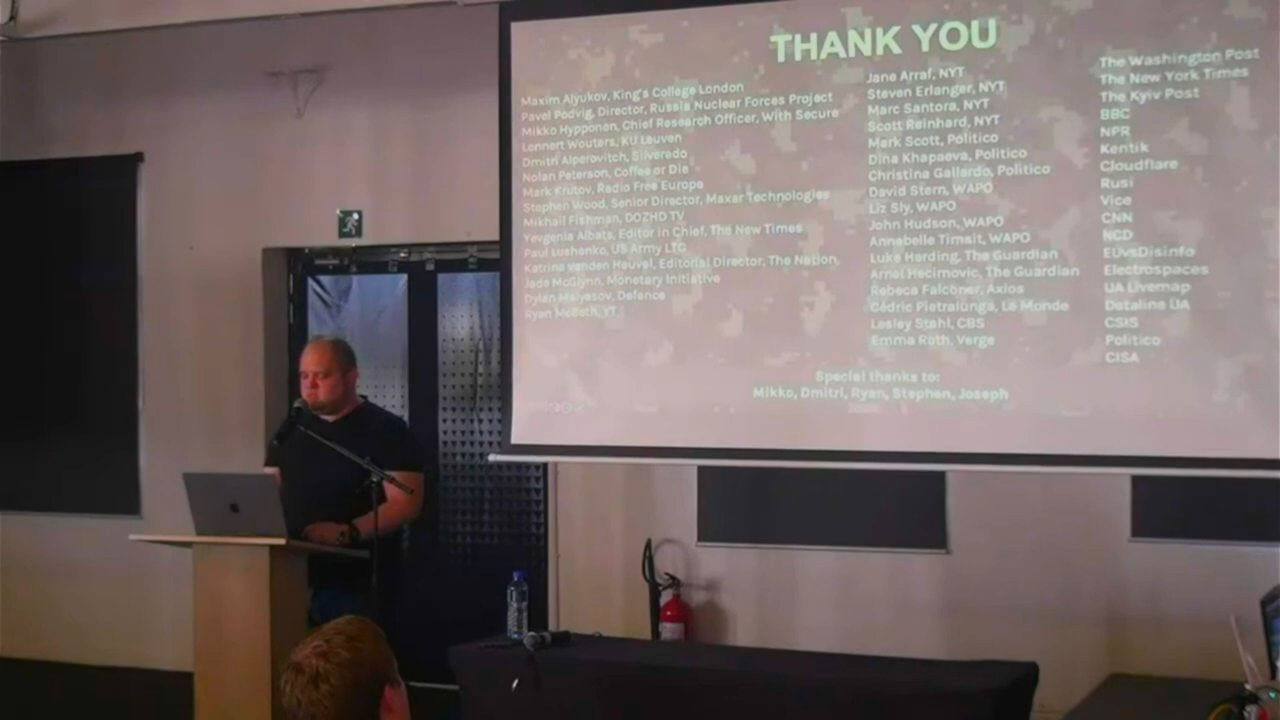 THANK YOU
Maxim Alyukov, King's College London
Pavel Podvig, Director, Russia Nuclear Forces Project
Mikko Hypponen, Chief Research Officer, With Secure
Lennert Wouters, KU Leuven
Dmitri Alperovitch, Silverado
Nolan Peterson, Coffee or Die
Mark Krutov, Radio Free Europe
Stephen Wood, Senior Director, Maxar Technologies
Mikhail Fishman, DOZHD TV
Yevgenia Albats, Editor in Chief, The New Times
Paul Lushenko, US Army LTC
Katrina vanden Heuvel, Editorial Director, The Nation,
Jade McGlynn, Monetary Initiative
Dylan Malyasov, Defence
Ryan McBeth, YT
Jane Arraf, NYT
Steven Erlanger, NYT
Marc Santora, NYT
Scott Reinhard, NYT
Mark Scott, Politico
Dina Khapaeva, Politico
Christina Gallardo, Politico
David Stern, WAPO
Liz Sly, WAPO
John Hudson, WAPO
Annabelle Timsit, WAPO
Luke Harding, The Guardian
Arnel Hecimovic, The Guardian
Rebeca Falconer, Axios
Cédric Pietralunga, Le Monde
Lesley Stahl, CBS
Emma Roth, Verge
The Washington Post
The New York Times
The Kyiv Post
BBC
NPR
Kentik
Cloudflare
Rusi
Vice
CNN
NCD
EUvsDisinfo
Electrospaces
UA Livemap
Dataline UA
CSIS
Politico
CISA
Special thanks to:
Mikko, Dmitri, Ryan, Stephen, Joseph